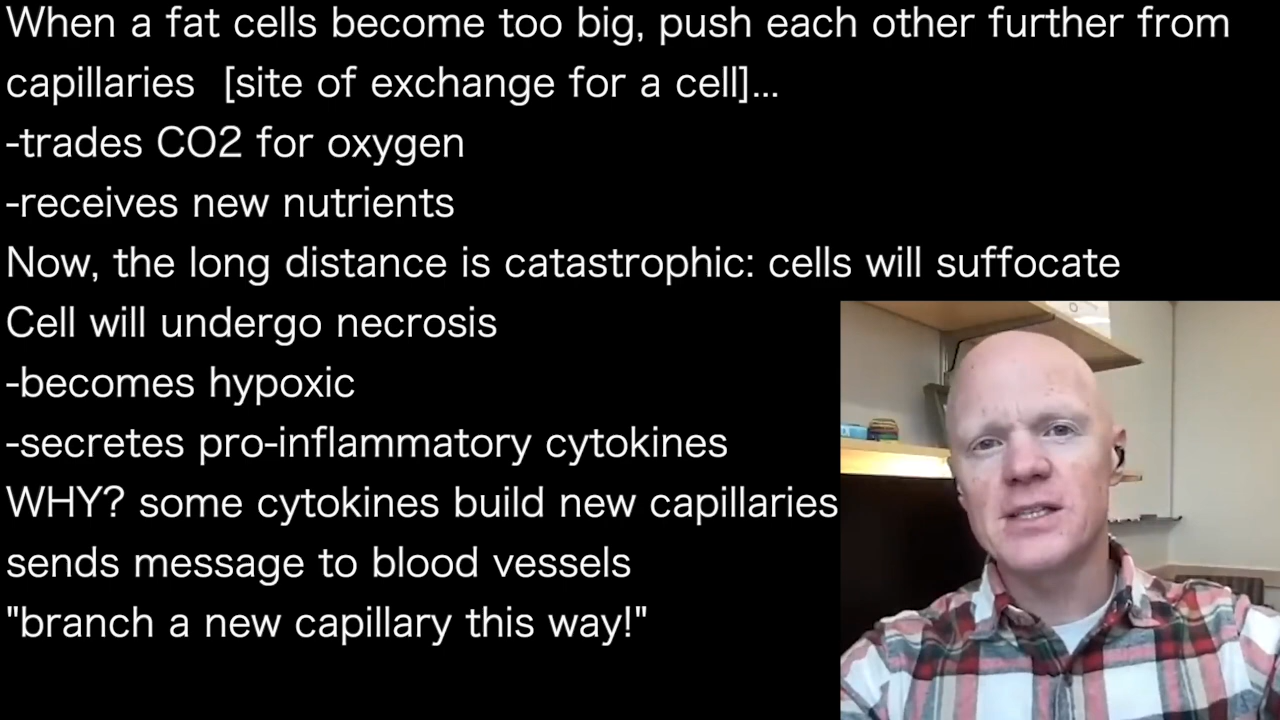 When a fat cells become too big, push each other further from
capillaries [site of exchange for a cell]...
-trades CO2 for oxygen
-receives new nutrients
Now, the long distance is catastrophic: cells will suffocate
Cell will undergo necrosis
-becomes hypoxic
-secretes pro-inflammatory cytokines
WHY? some cytokines build new capillaries
sends message to blood vessels
"branch a new capillary this way!"